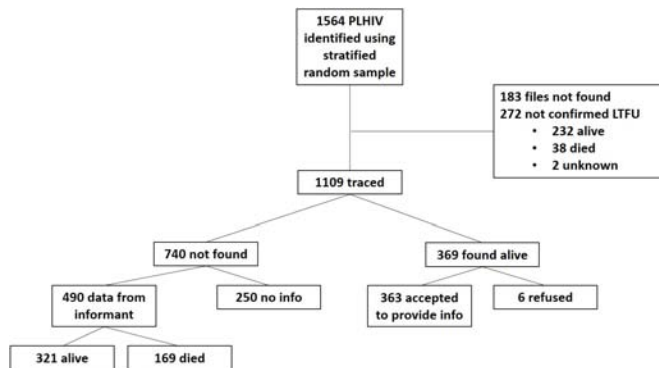 1564 PLHIV
identified using
stratified
random sample
183 files not found
272 not confirmed LTFU
• 232 alive
• 38 died
• 2 unknown
1109 traced
740 not found
369 found alive
490 data from
informant
250 no info
363 accepted
to provide info
6 refused
321 alive
169 died